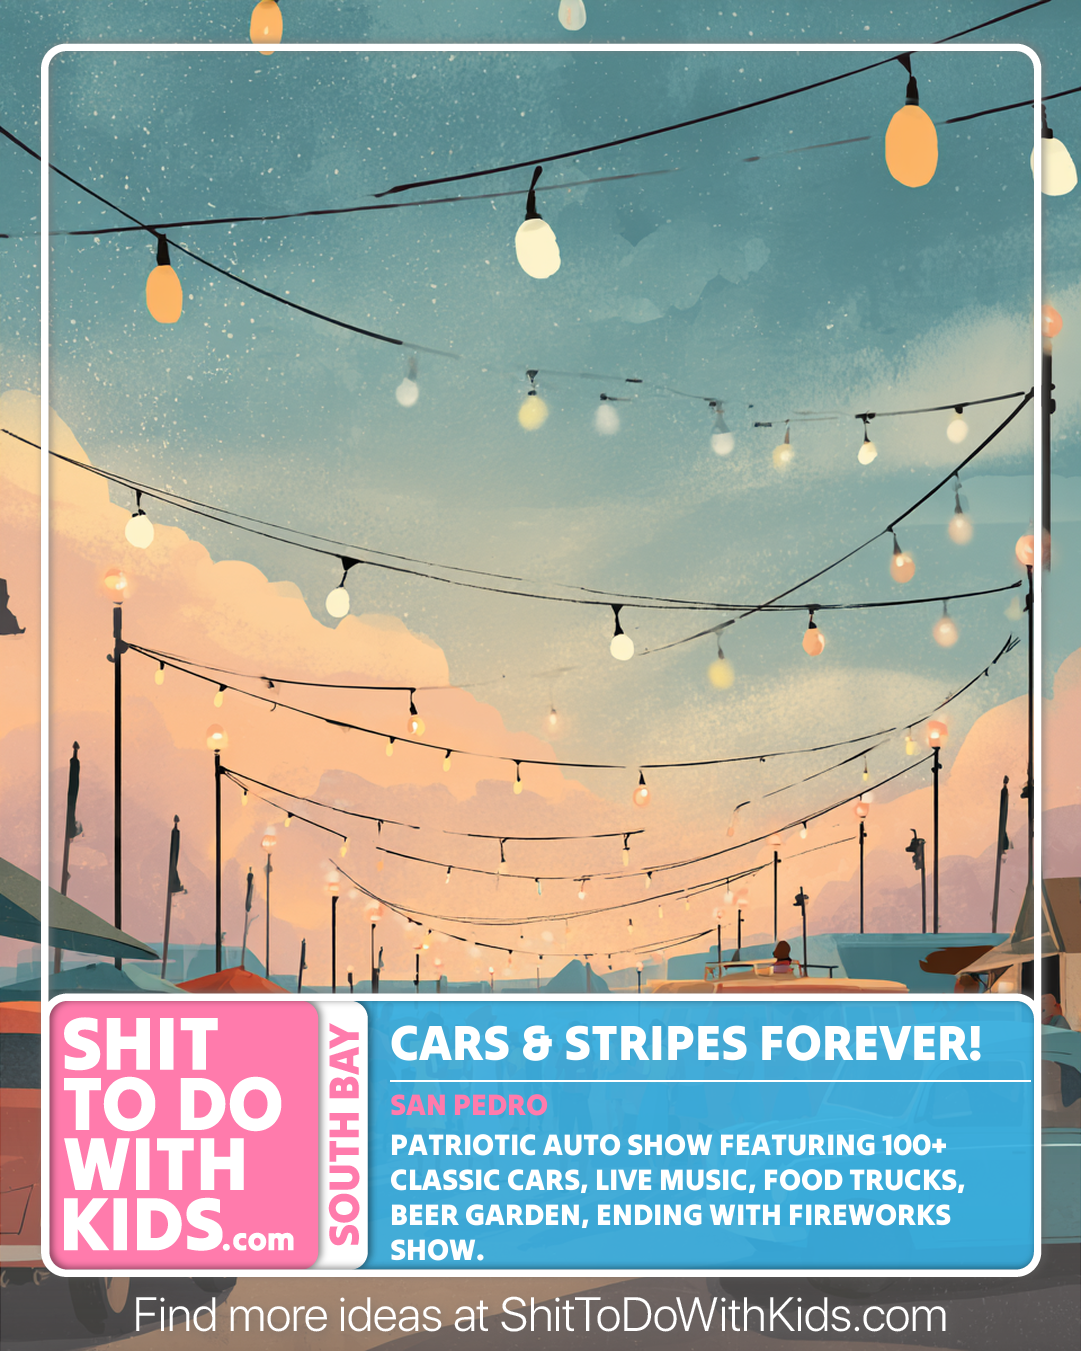 SHIT
TO DO
WITH
KIDS.com
SOUTH BAY
CARS & STRIPES FOREVER!
SAN PEDRO
PATRIOTIC AUTO SHOW FEATURING 100+
CLASSIC CARS, LIVE MUSIC, FOOD TRUCKS,
BEER GARDEN, ENDING WITH FIREWORKS
SHOW.
Find more ideas at ShitToDoWithKids.com